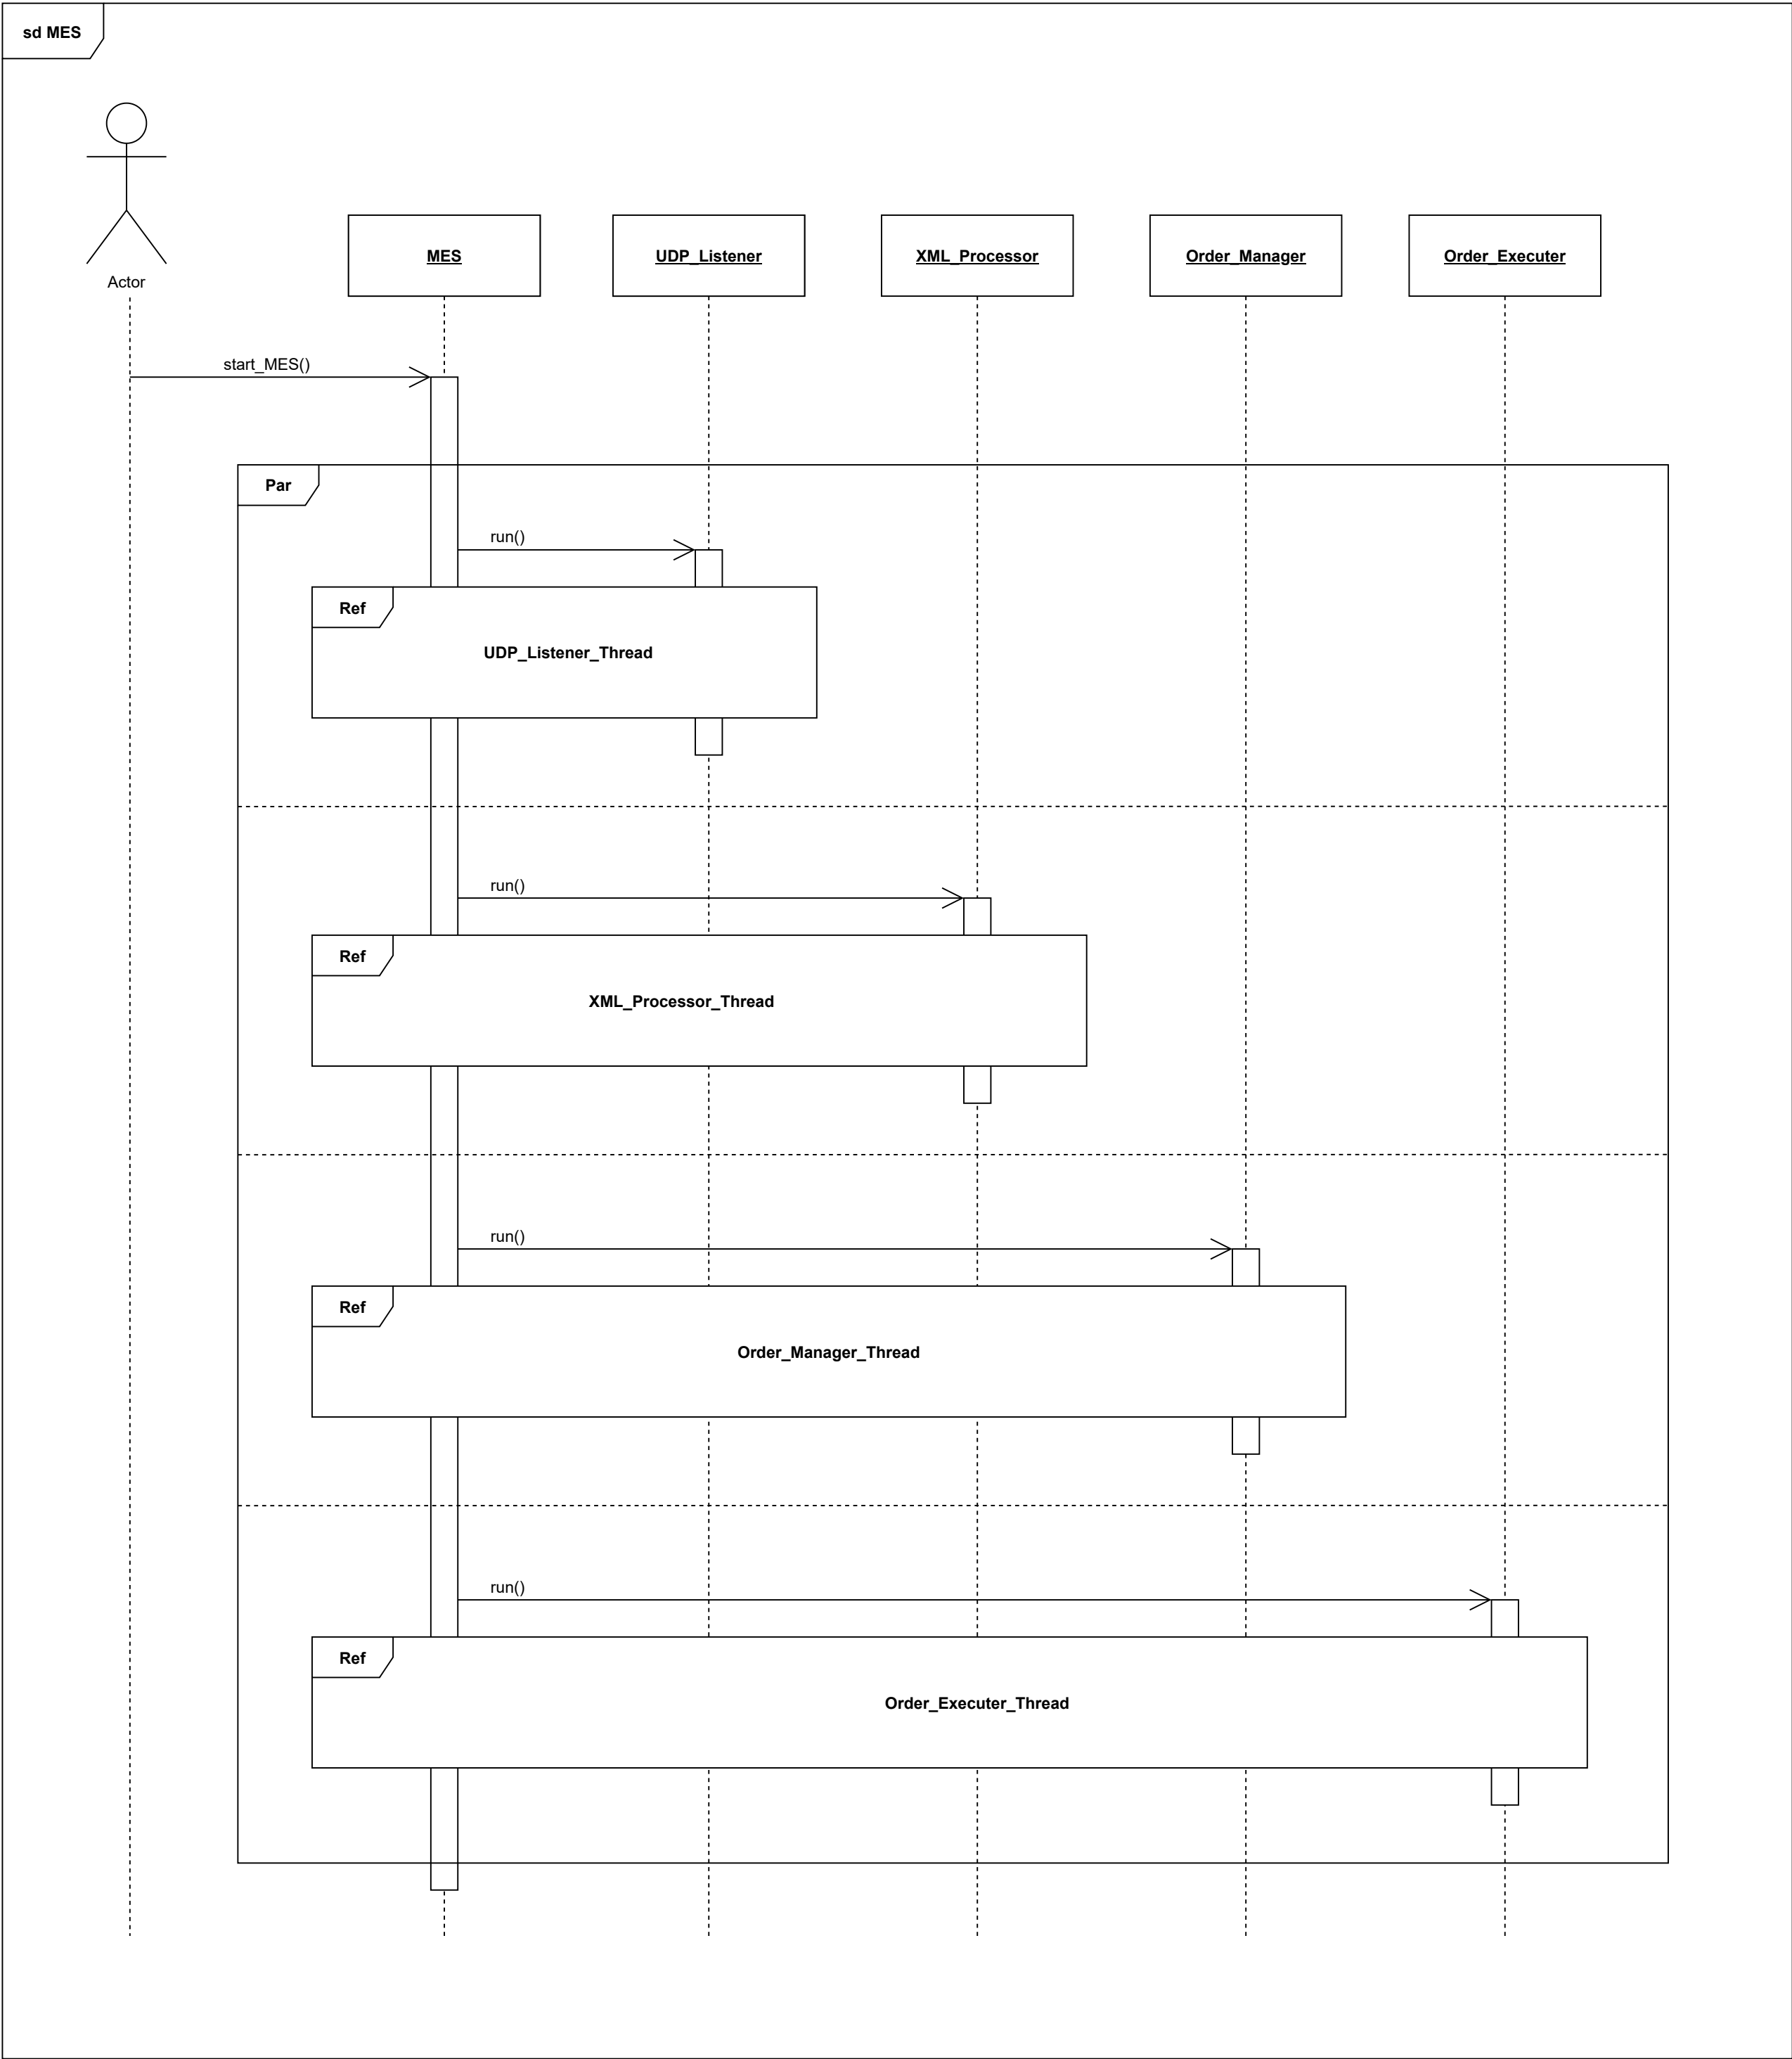 sd MES
Actor
MES
UDP_Listener
XML_Processor
Order_Manager
Order_Executer
start_MES()
Par
run()
Ref
UDP_Listener_Thread
run()
Ref
XML_Processor_Thread
run()
Ref
Order_Manager_Thread
run()
Ref
Order_Executer_Thread